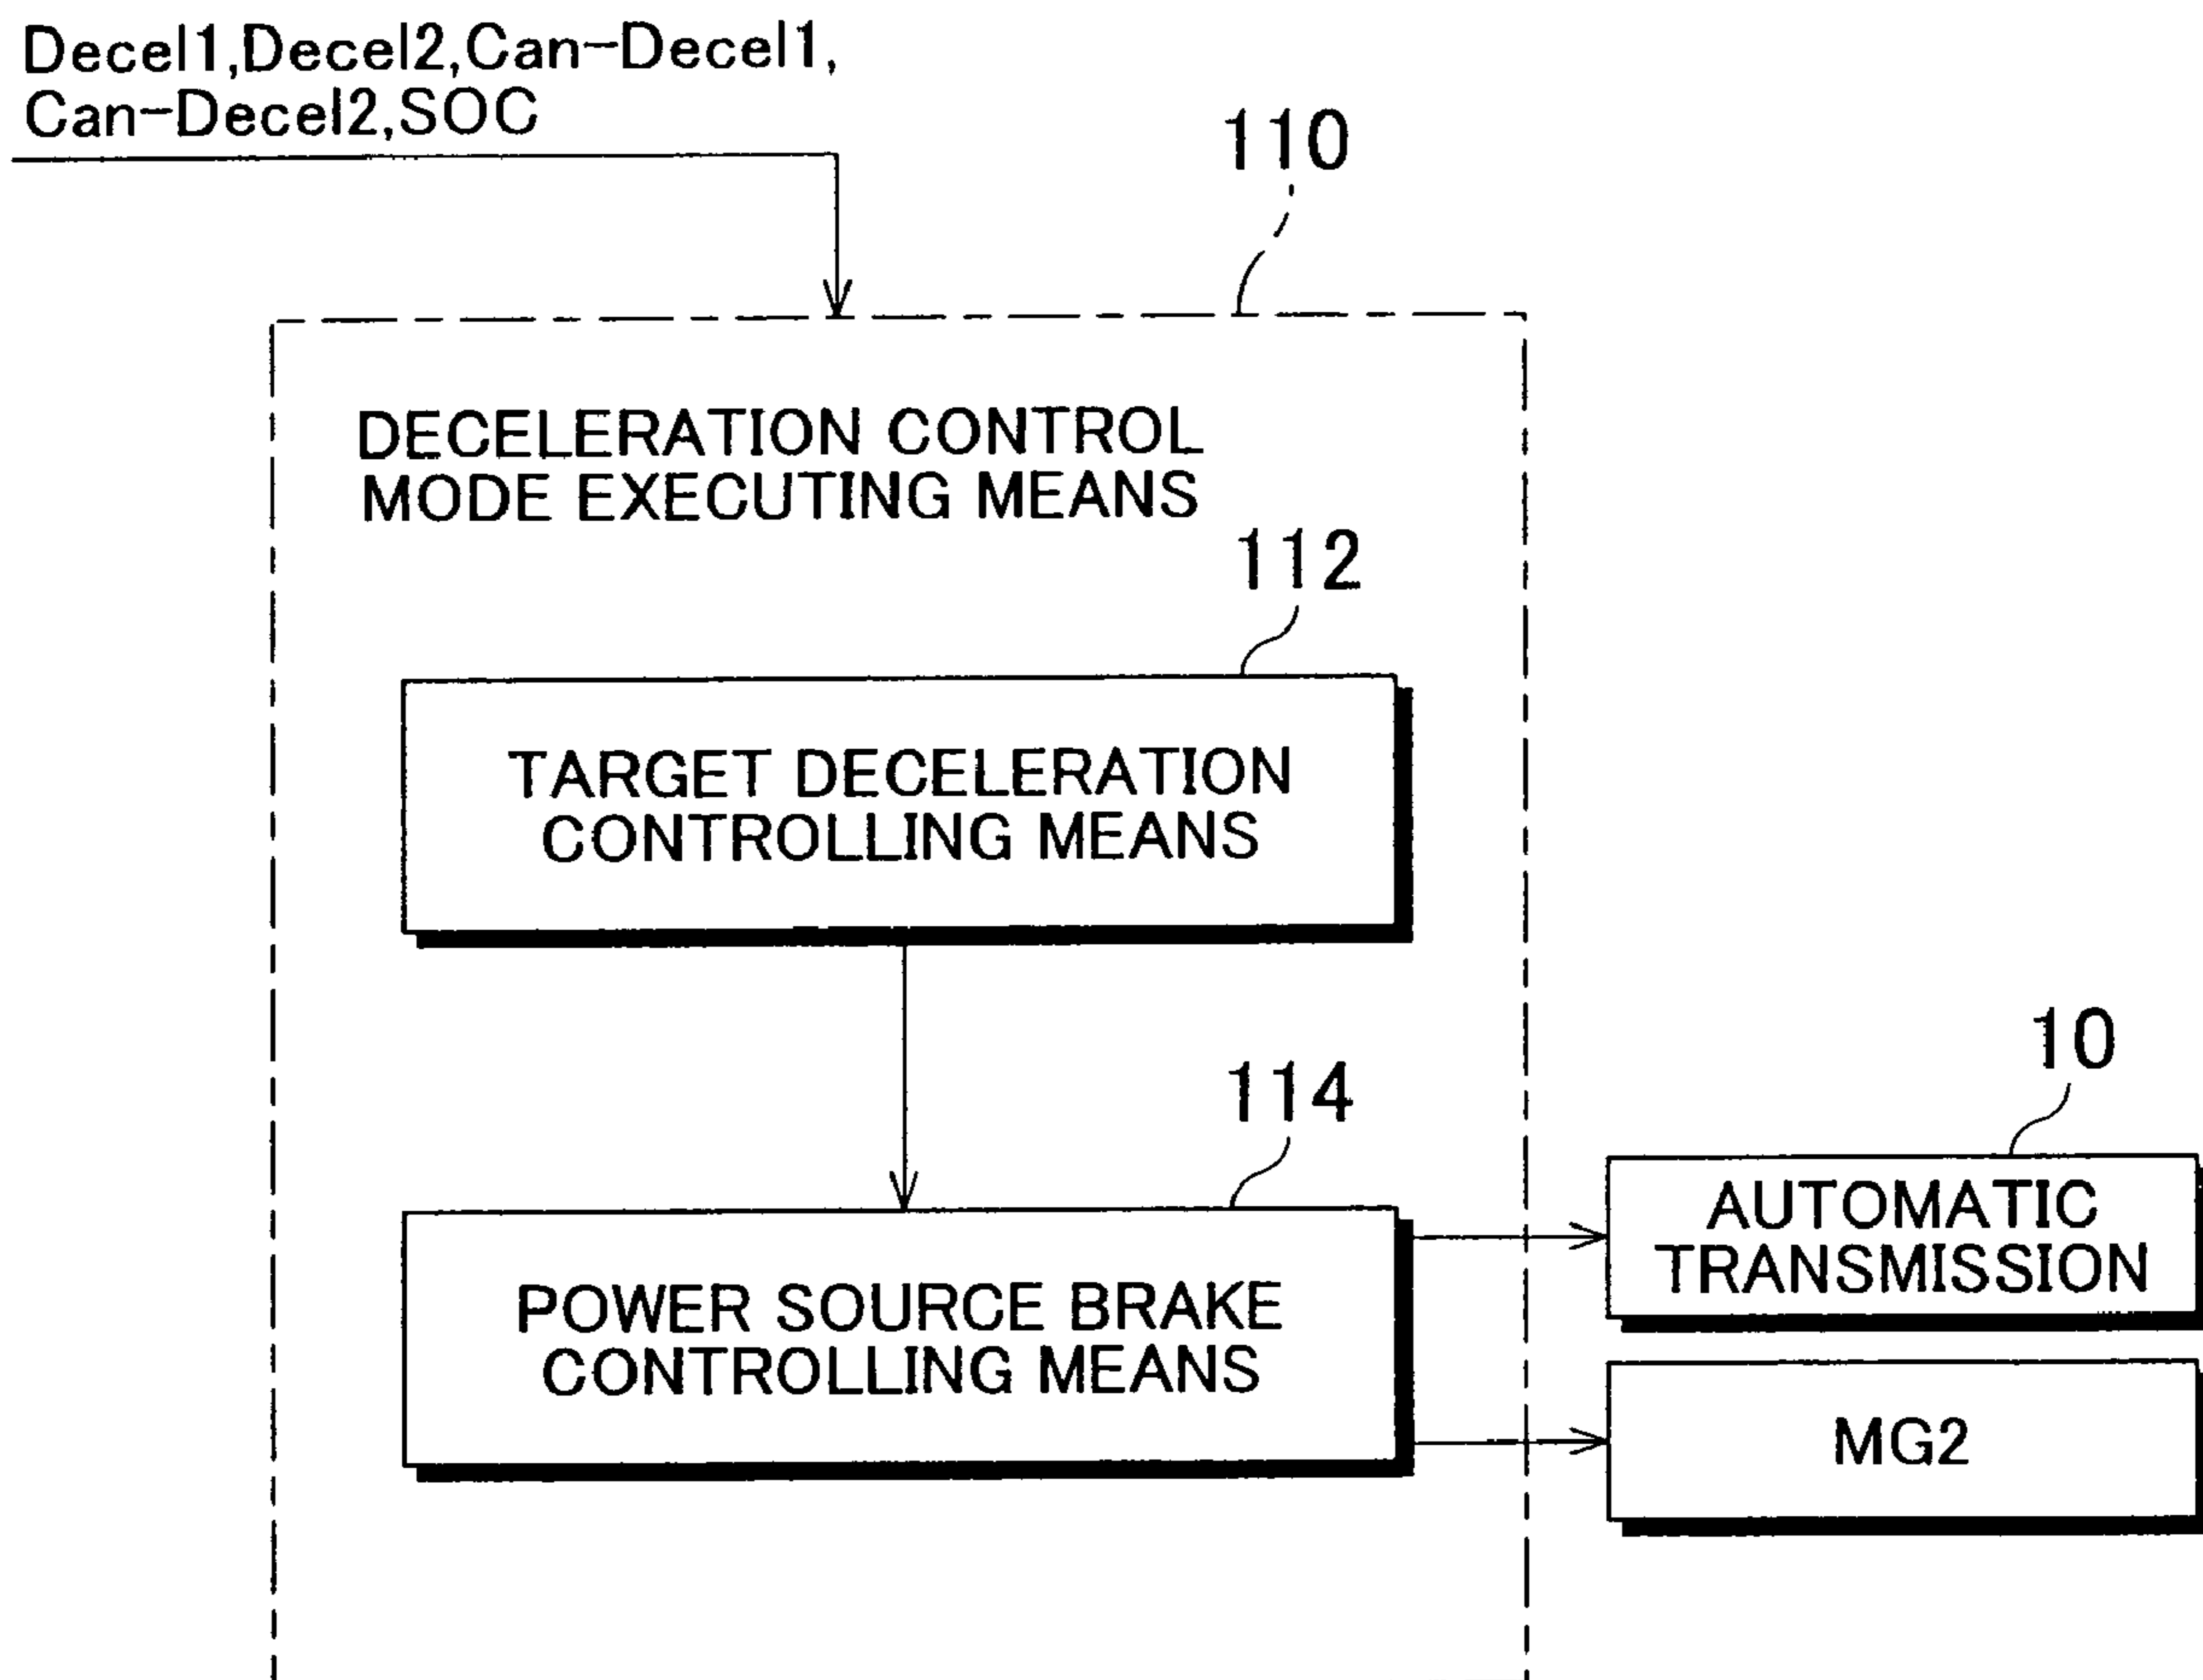 Decel1,Decel2,Can-Decel1,
Can-Decel2,SOC
110
DECELERATION CONTROL
MODE EXECUTING MEANS
112
TARGET DECELERATION
CONTROLLING MEANS
114
POWER SOURCE BRAKE
CONTROLLING MEANS
10
AUTOMATIC
TRANSMISSION
MG2